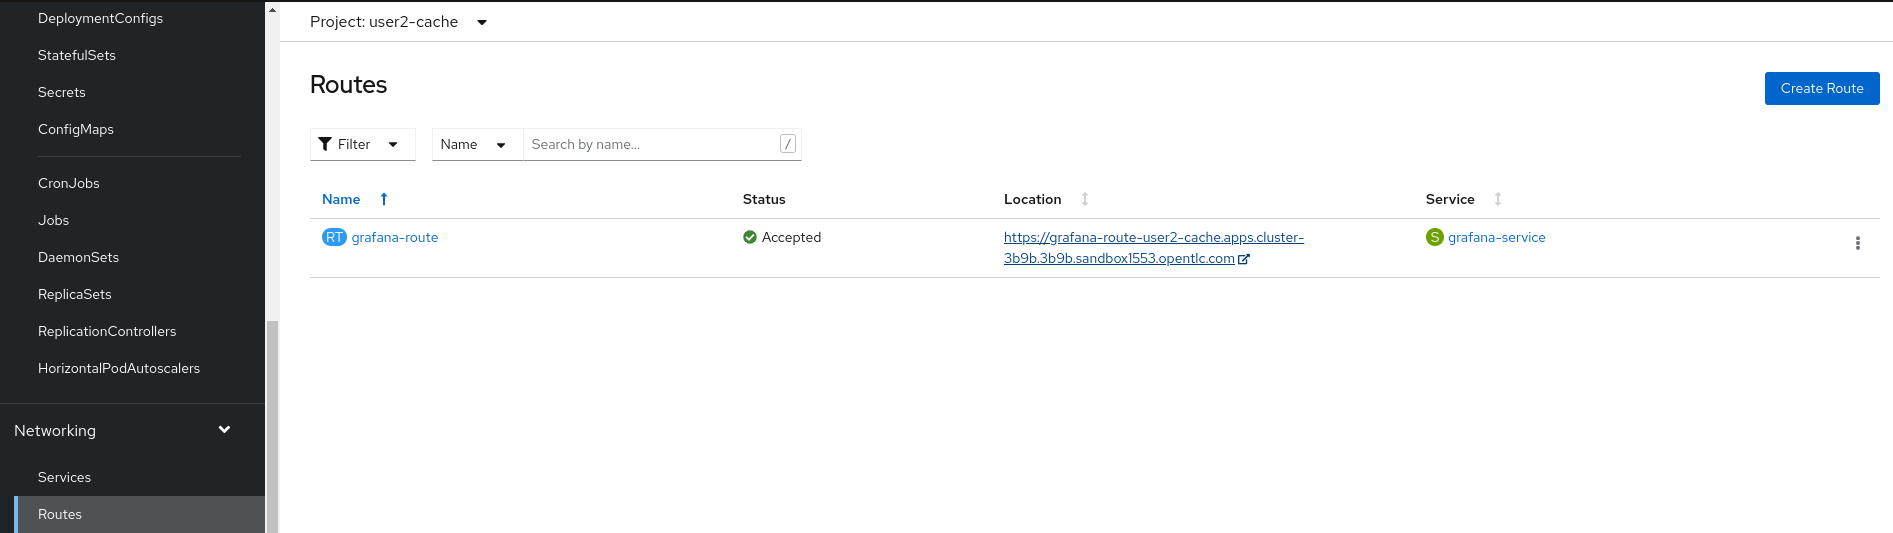 DeploymentConfigs
StatefulSets
Secrets
ConfigMaps
CronJobs
Jobs
DaemonSets
ReplicaSets
ReplicationControllers
HorizontalPodAutoscalers
Networking
Services
Routes
Project: user2-cache
Routes
Create Route
Filter
Name
Search by name...
/
Name
Status
Location
Service
RT grafana-route
Accepted
https://grafana-route-user2-cache.apps.cluster-
3b9b.3b9b.sandbox1553.opentlc.com
S grafana-service